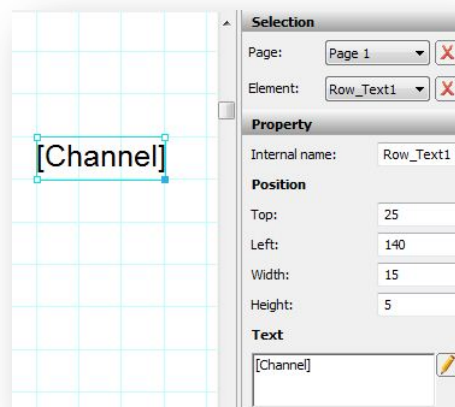 [Channel]
Selection
Page: Page 1
Element: Row_Text1
Property
Internal name: Row_Text1
Position
Top: 25
Left: 140
Width: 15
Height: 5
Text
[Channel]